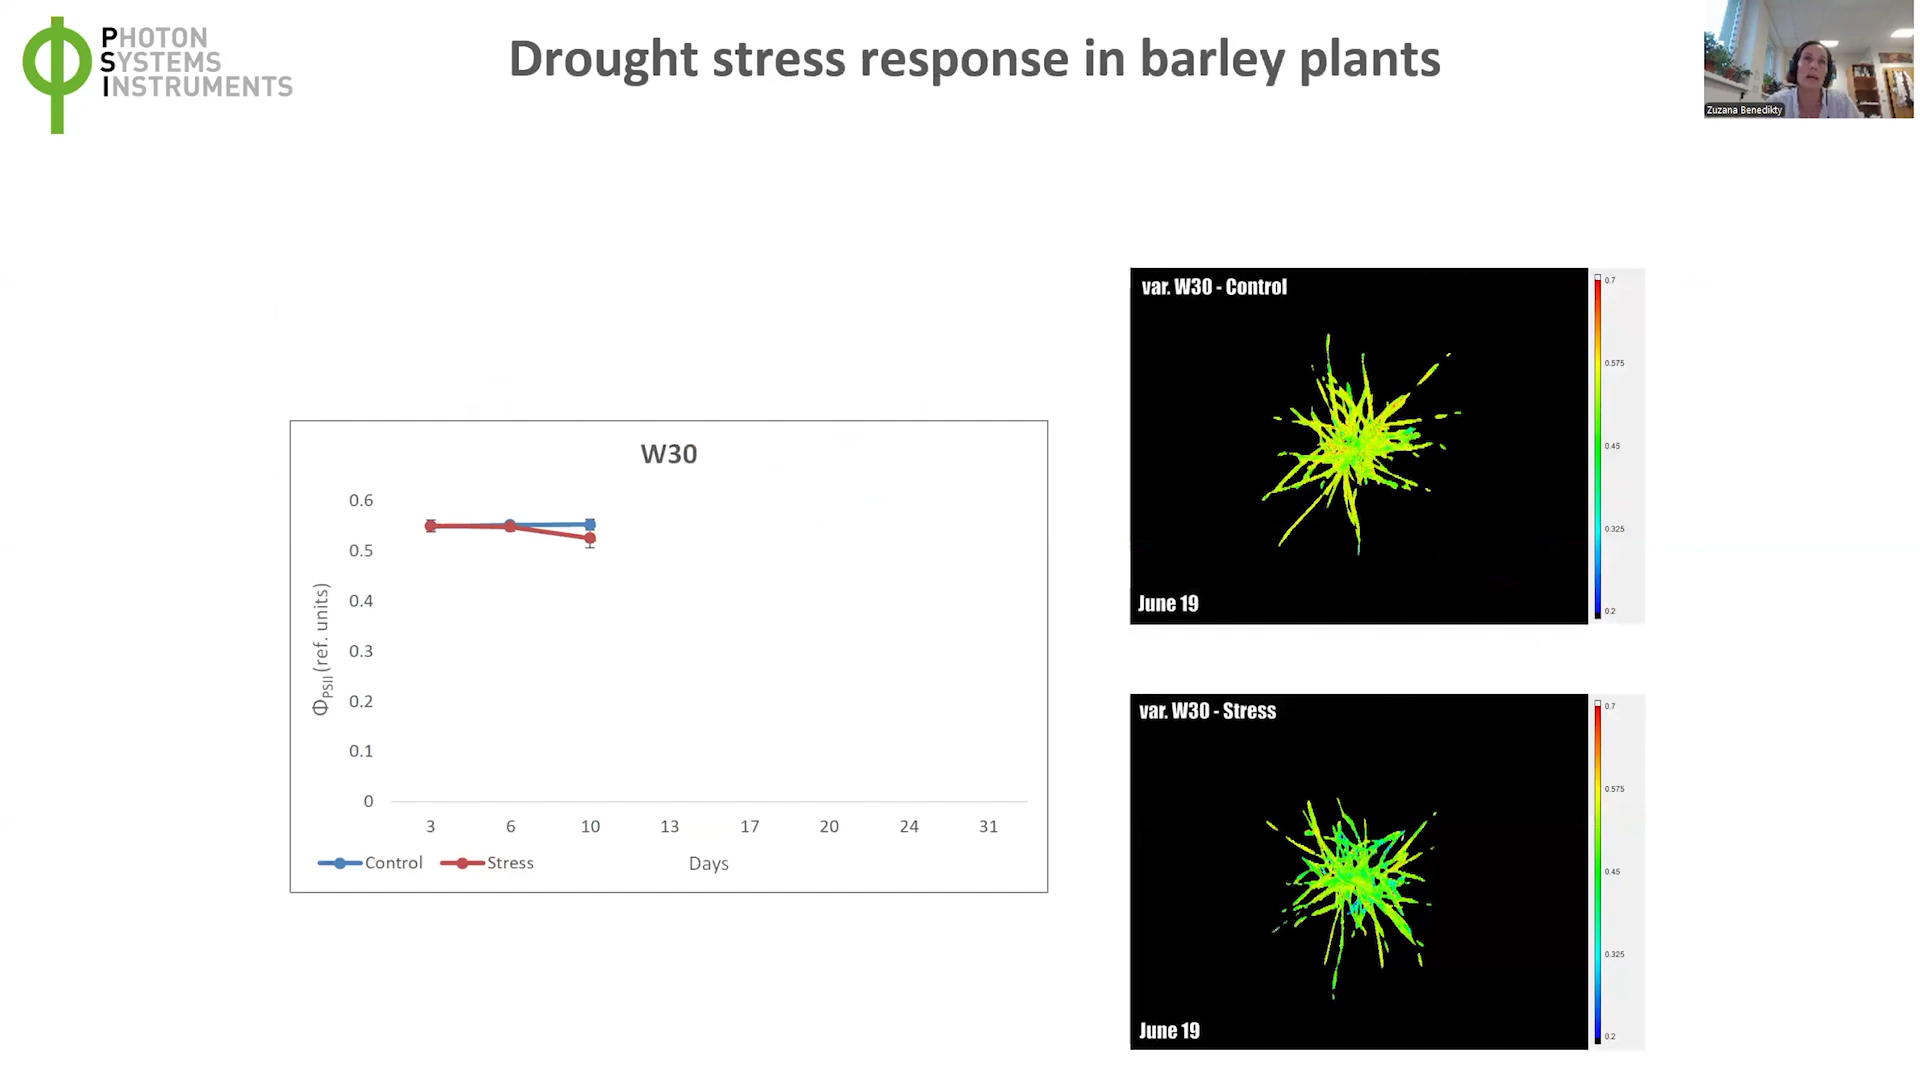 PHOTON
SYSTEMS
INSTRUMENTS
Drought stress response in barley plants
Zuzana Benedikty
W30
0.6
0.5
0.4
0.3
0.2
0.1
0
ΦPSII (ref. units)
3 6 10 13 17 20 24 31
Control Stress Days
var. W30 - Control
June 19
0.7
0.575
0.45
0.325
0.2
var. W30 - Stress
June 19
0.7
0.575
0.45
0.325
0.2